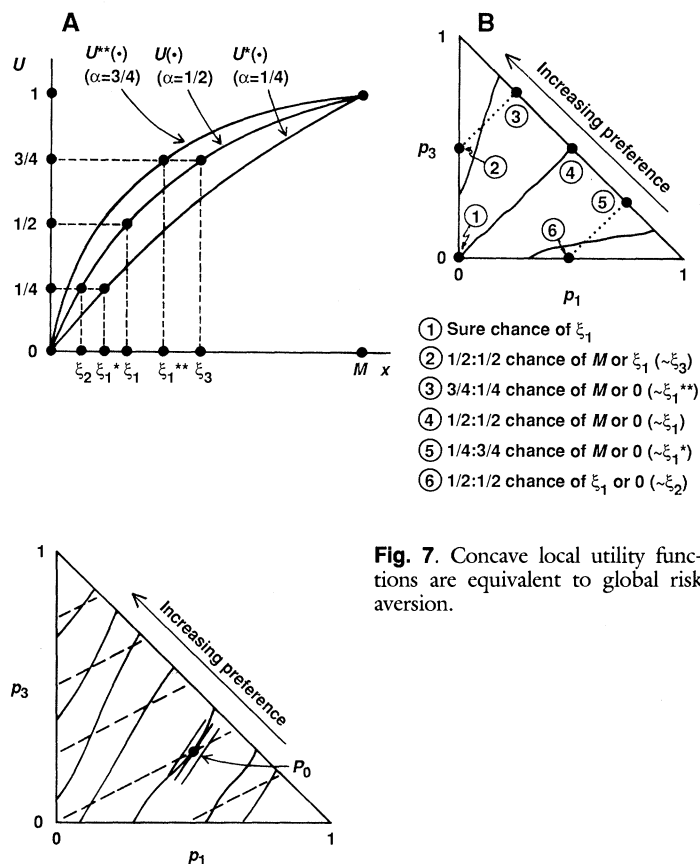 A
U
U**(•)
(α=3/4)
U(•)
(α=1/2)
U*(•)
(α=1/4)
1
3/4
1/2
1/4
0
ξ2 ξ1* ξ1 ξ1** ξ3 M x
B
1
p3
0
0
p1
1
Increasing preference
3
2
4
1
5
6
1 Sure chance of ξ1
2 1/2:1/2 chance of M or ξ1 (~ξ3)
3 3/4:1/4 chance of M or 0 (~ξ1**)
4 1/2:1/2 chance of M or 0 (~ξ1)
5 1/4:3/4 chance of M or 0 (~ξ1*)
6 1/2:1/2 chance of ξ1 or 0 (~ξ2)
Fig. 7. Concave local utility func-
tions are equivalent to global risk
aversion.
1
p3
0
0
p1
1
Increasing preference
P0